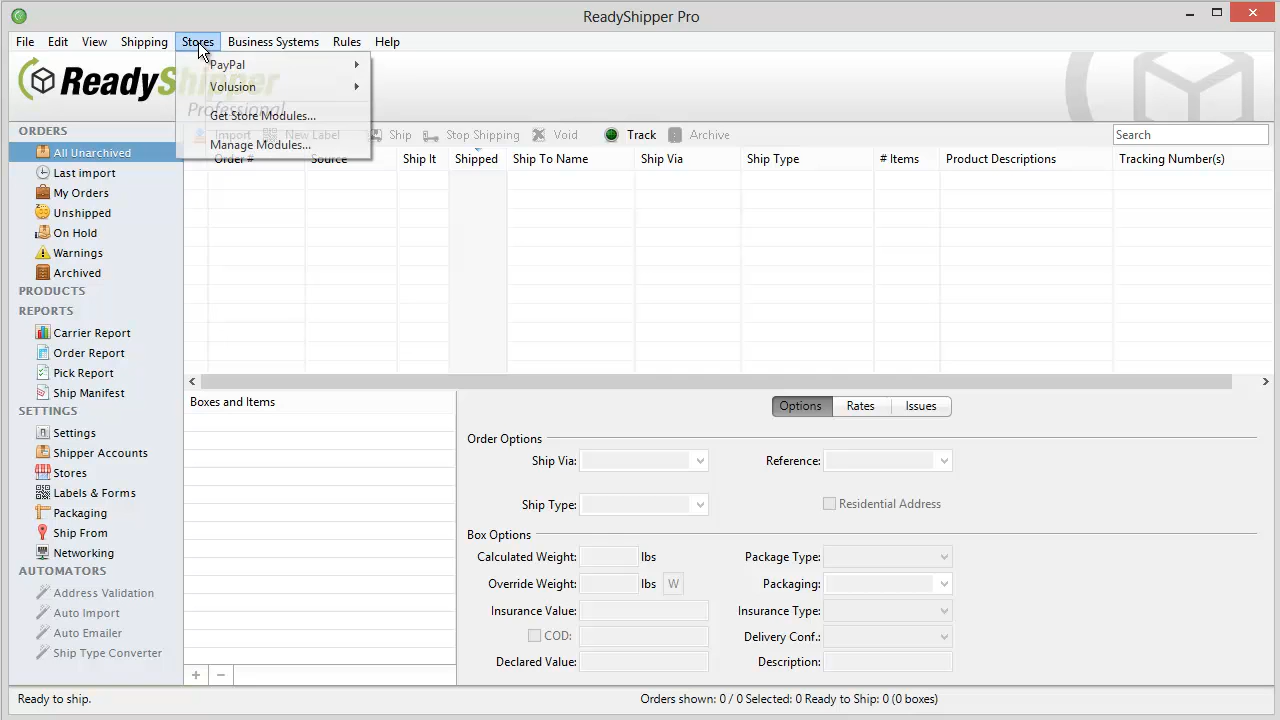 ReadyShipper Pro
File Edit View Shipping Stores Business Systems Rules Help
ReadyShipper
Professional
PayPal
Volusion
Get Store Modules...
Manage Modules...
Import New Label Ship Stop Shipping Void Track Archive Search
Order # Source Ship It Shipped Ship To Name Ship Via Ship Type # Items Product Descriptions Tracking Number(s)
ORDERS
All Unarchived
Last import
My Orders
Unshipped
On Hold
Warnings
Archived
PRODUCTS
REPORTS
Carrier Report
Order Report
Pick Report
Ship Manifest
SETTINGS
Settings
Shipper Accounts
Stores
Labels & Forms
Packaging
Ship From
Networking
AUTOMATORS
Address Validation
Auto Import
Auto Emailer
Ship Type Converter
Boxes and Items
Options Rates Issues
Order Options
Ship Via: Reference:
Ship Type: Residential Address
Box Options
Calculated Weight: lbs Package Type:
Override Weight: lbs W Packaging:
Insurance Value: Insurance Type:
COD: Delivery Conf.:
Declared Value: Description:
+ −
Ready to ship. Orders shown: 0 / 0 Selected: 0 Ready to Ship: 0 (0 boxes)